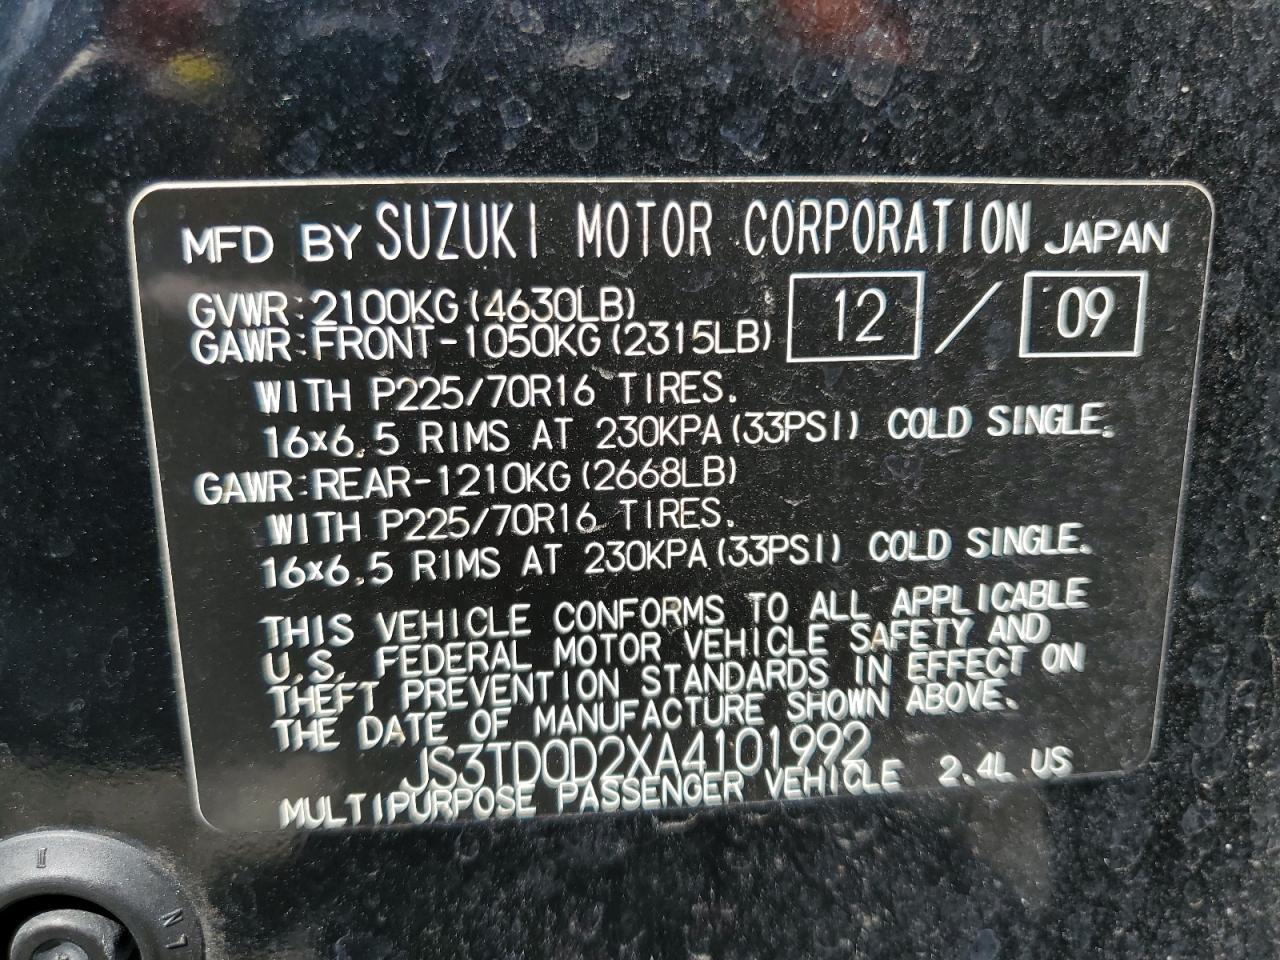 MFD BY SUZUKI MOTOR CORPORATION JAPAN
GVWR:2100KG(4630LB) 12 / 09
GAWR:FRONT-1050KG(2315LB)
WITH P225/70R16 TIRES.
16×6.5 RIMS AT 230KPA(33PSI) COLD SINGLE.
GAWR:REAR-1210KG(2668LB)
WITH P225/70R16 TIRES.
16×6.5 RIMS AT 230KPA(33PSI) COLD SINGLE.
THIS VEHICLE CONFORMS TO ALL APPLICABLE
U.S. FEDERAL MOTOR VEHICLE SAFETY AND
THEFT PREVENTION STANDARDS IN EFFECT ON
THE DATE OF MANUFACTURE SHOWN ABOVE.
JS3TD0D2XA4101992
MULTIPURPOSE PASSENGER VEHICLE 2.4L US